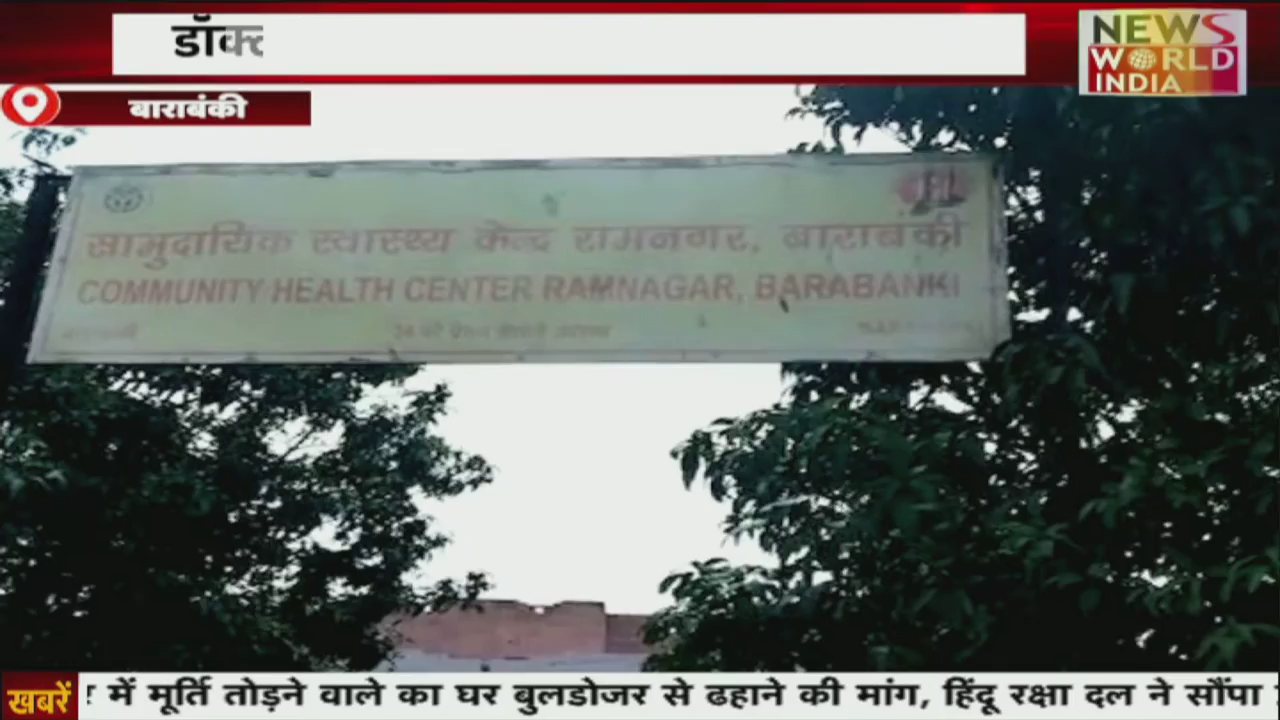 डॉक्ट
NEWS
WORLD
INDIA
बाराबंकी
सामुदायिक स्वास्थ्य केन्द्र रामनगर, बाराबंकी
COMMUNITY HEALTH CENTER RAMNAGAR, BARABANKI
खबरें
में मूर्ति तोड़ने वाले का घर बुलडोजर से ढहाने की मांग, हिंदू रक्षा दल ने सौंपा